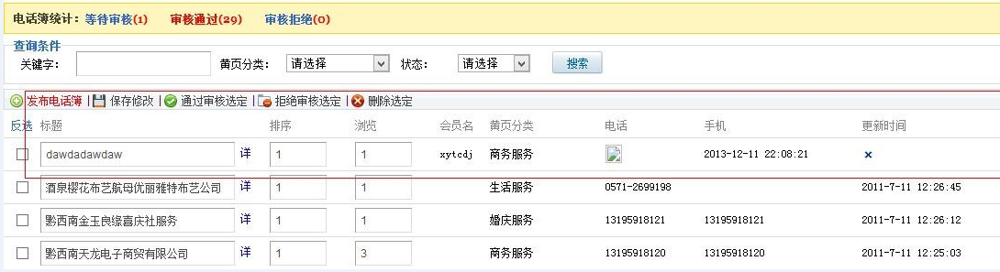 电话簿统计：等待审核(1) 审核通过(29) 审核拒绝(0)
查询条件
关键字： 黄页分类： 请选择 状态： 请选择 搜索
发布电话簿 | 保存修改 | 通过审核选定 | 拒绝审核选定 | 删除选定
反选 标题 排序 浏览 会员名 黄页分类 电话 手机 更新时间
dawdadawdaw 详 1 1 xytcdj 商务服务 2013-12-11 22:08:21 ×
酒泉樱花布艺航母优丽雅特布艺公司 详 1 1 生活服务 0571-2699198 2011-7-11 12:26:45
黔西南金玉良缘喜庆社服务 详 1 1 婚庆服务 13195918121 13195918121 2011-7-11 12:26:12
黔西南天龙电子商贸有限公司 详 1 3 商务服务 13195918120 13195918120 2011-7-11 12:25:03